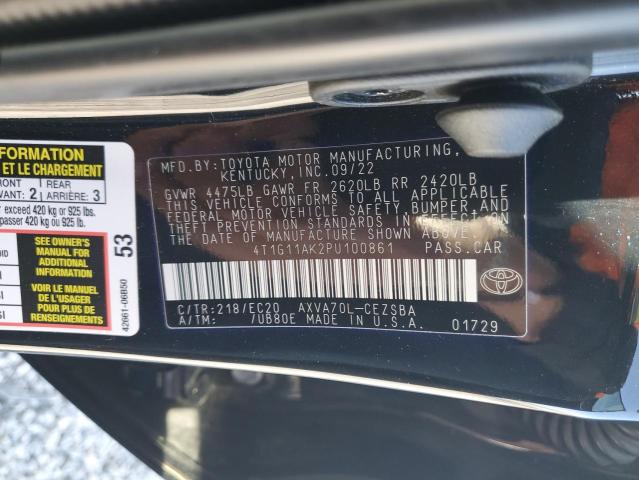 MFD.BY:TOYOTA MOTOR MANUFACTURING,
KENTUCKY, INC.09/22
GVWR 4475LB GAWR FR 2620LB RR 2420LB
THIS VEHICLE CONFORMS TO ALL APPLICABLE
FEDERAL MOTOR VEHICLE SAFETY, BUMPER, AND
THEFT PREVENTION STANDARDS IN EFFECT ON
THE DATE OF MANUFACTURE SHOWN ABOVE.
4T1G11AK2PU100861 PASS.CAR
C/TR:218/EC20 AXVA70L-CEZSBA
A/TM: /UB80E MADE IN U.S.A. 01729
TOYOTA
FORMATION
ET LE CHARGEMENT
RONT 2
REAR
ARRIÈRE: 3
er exceed 420 kg or 925 lbs.
passer 420 kg ou 925 lb.
SEE OWNER'S
MANUAL FOR
ADDITIONAL
INFORMATION
VOIR LE MANUEL
DE L'USAGER
POUR PLUS DE
RENSEIGNEMENTS
53
42661-06B50